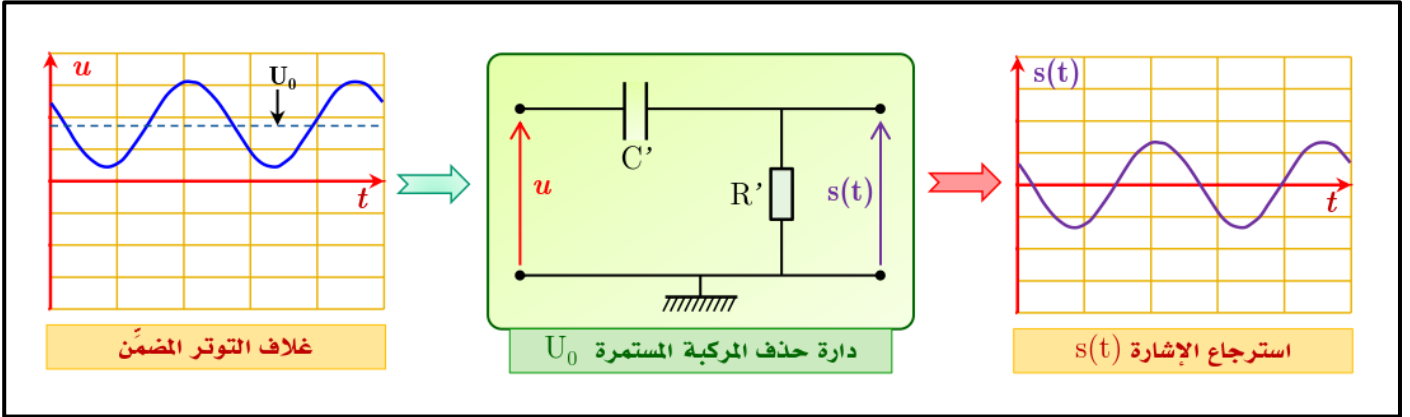 u
U₀
t
غلاف التوتر المضمَّن
C’
u
R’
s(t)
دارة حذف المركبة المستمرة U₀
s(t)
t
استرجاع الإشارة s(t)